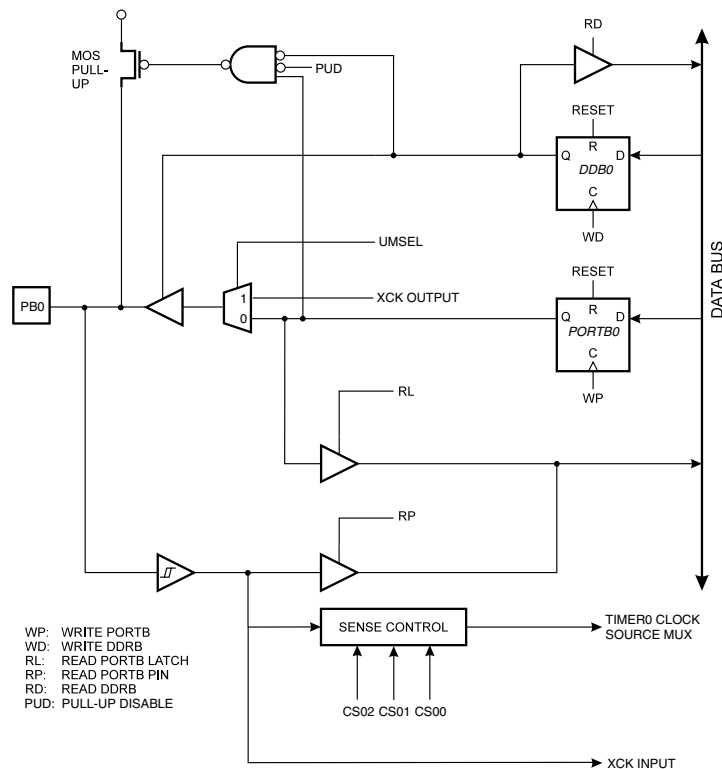 RD
MOS
PULL-
UP
PUD
RESET
R
Q
D
DDB0
C
WD
UMSEL
RESET
XCK OUTPUT
1
0
PB0
R
Q
D
PORTB0
C
WP
DATA BUS
RL
RP
SENSE CONTROL
TIMER0 CLOCK
SOURCE MUX
WP: WRITE PORTB
WD: WRITE DDRB
RL: READ PORTB LATCH
RP: READ PORTB PIN
RD: READ DDRB
PUD: PULL-UP DISABLE
CS02 CS01 CS00
XCK INPUT